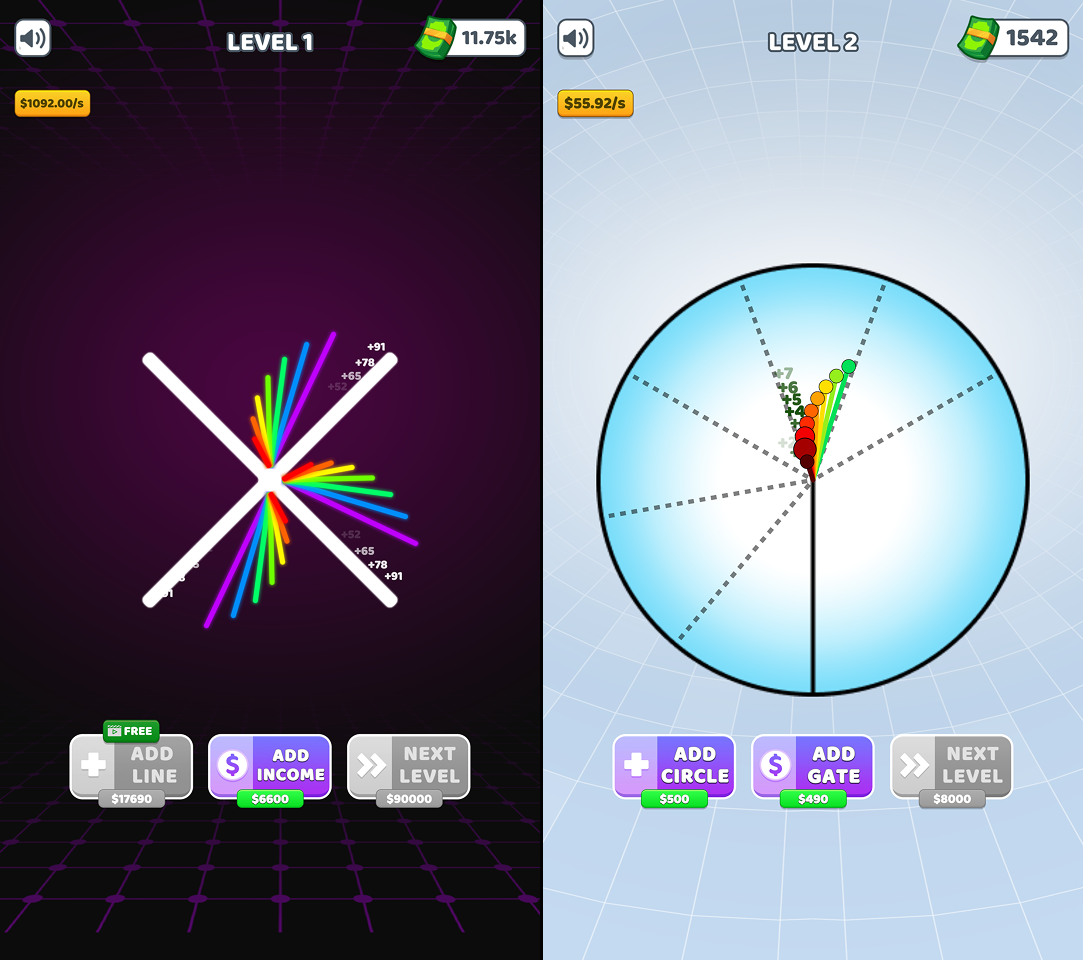 LEVEL 1
11.75k
$1092.00/s
+91
+78
+65
+52
+52
+65
+78
+91
FREE
ADD
LINE
$17690
ADD
INCOME
$6600
NEXT
LEVEL
$90000
LEVEL 2
1542
$55.92/s
+7
+6
+5
+4
ADD
CIRCLE
$500
ADD
GATE
$490
NEXT
LEVEL
$8000